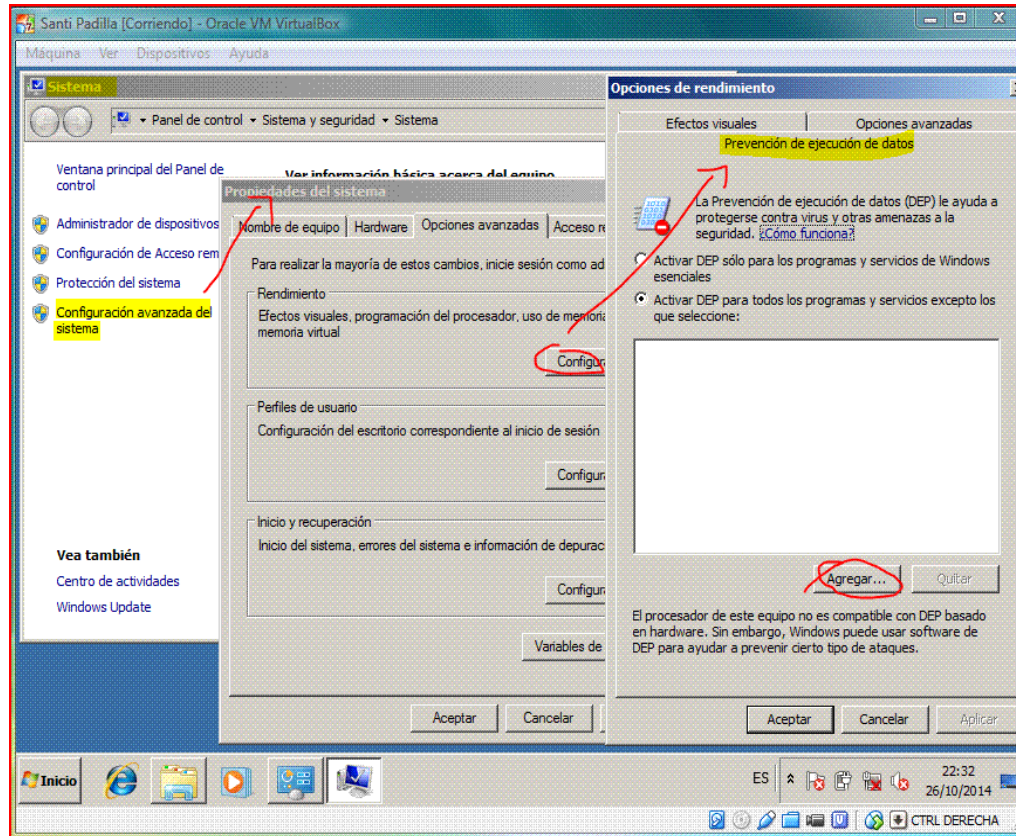 Santi Padilla [Corriendo] - Oracle VM VirtualBox
Máquina Ver Dispositivos Ayuda
Sistema
Panel de control Sistema y seguridad Sistema
Ventana principal del Panel de
control
Administrador de dispositivos
Configuración de Acceso rem
Protección del sistema
Configuración avanzada del
sistema
Vea también
Centro de actividades
Windows Update
Ver información básica acerca del equipo
Propiedades del sistema
Nombre de equipo Hardware Opciones avanzadas Acceso re
Para realizar la mayoría de estos cambios, inicie sesión como ad
Rendimiento
Efectos visuales, programación del procesador, uso de memoria
memoria virtual
Configura
Perfiles de usuario
Configuración del escritorio correspondiente al inicio de sesión
Configura
Inicio y recuperación
Inicio del sistema, errores del sistema e información de depurac
Configura
Variables de
Aceptar Cancelar
Opciones de rendimiento
Efectos visuales Opciones avanzadas
Prevención de ejecución de datos
La Prevención de ejecución de datos (DEP) le ayuda a
protegerse contra virus y otras amenazas a la
seguridad. ¿Cómo funciona?
Activar DEP sólo para los programas y servicios de Windows
esenciales
Activar DEP para todos los programas y servicios excepto los
que seleccione:
Agregar... Quitar
El procesador de este equipo no es compatible con DEP basado
en hardware. Sin embargo, Windows puede usar software de
DEP para ayudar a prevenir cierto tipo de ataques.
Aceptar Cancelar Aplicar
Inicio
ES
22:32
26/10/2014
CTRL DERECHA